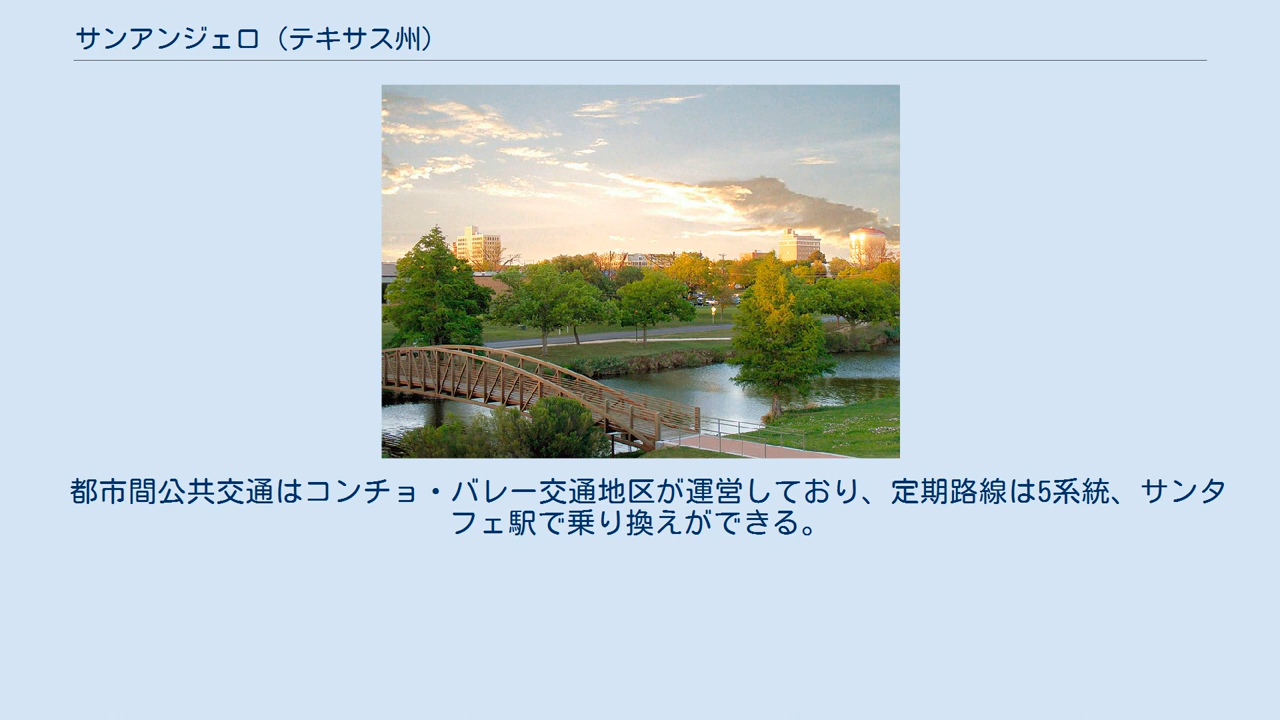 サンアンジェロ（テキサス州）
都市間公共交通はコンチョ・バレー交通地区が運営しており、定期路線は5系統、サンタ
フェ駅で乗り換えができる。